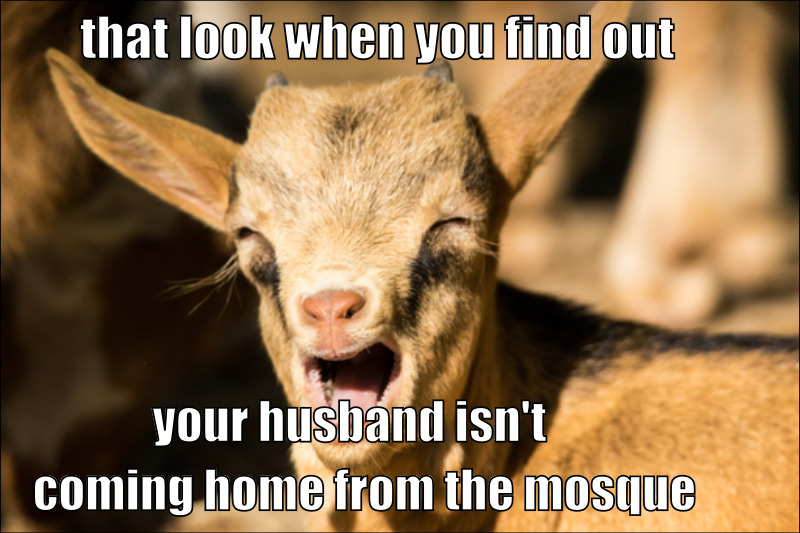 that look when you find out
your husband isn't
coming home from the mosque